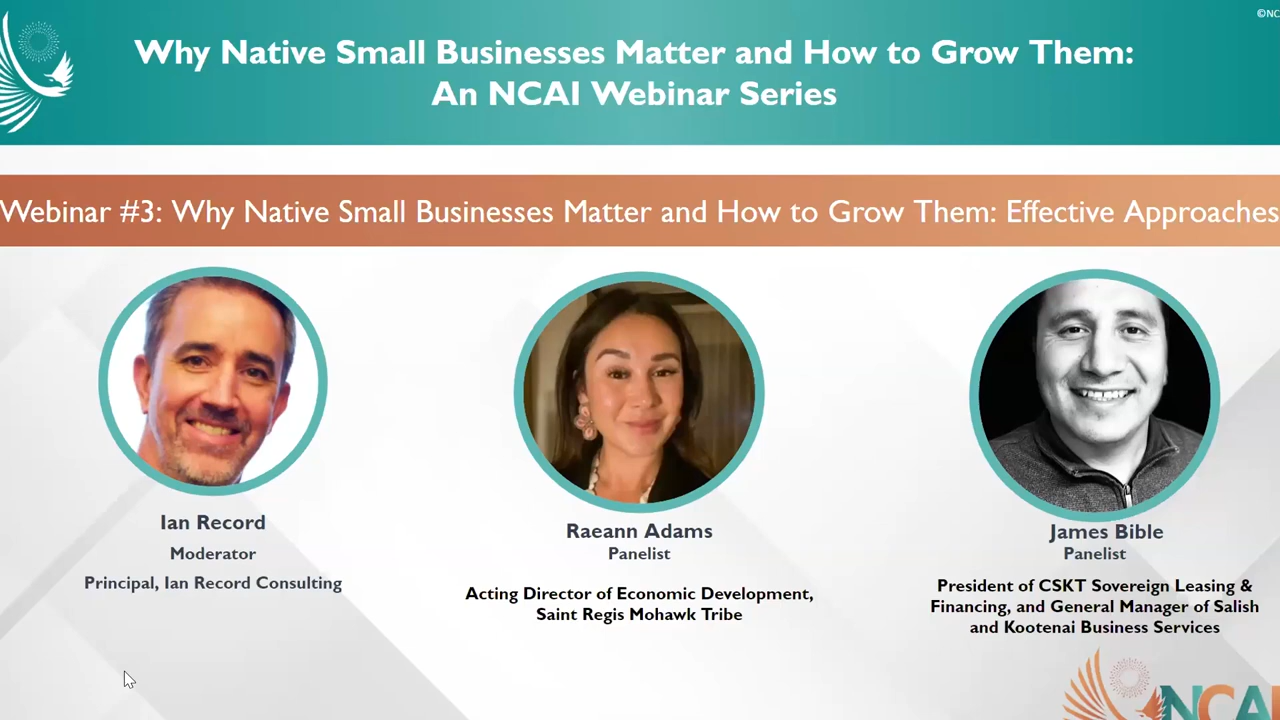 ©NC
Why Native Small Businesses Matter and How to Grow Them:
An NCAI Webinar Series
Webinar #3: Why Native Small Businesses Matter and How to Grow Them: Effective Approaches
Ian Record
Moderator
Principal, Ian Record Consulting
Raeann Adams
Panelist
Acting Director of Economic Development,
Saint Regis Mohawk Tribe
James Bible
Panelist
President of CSKT Sovereign Leasing &
Financing, and General Manager of Salish
and Kootenai Business Services
NCAI